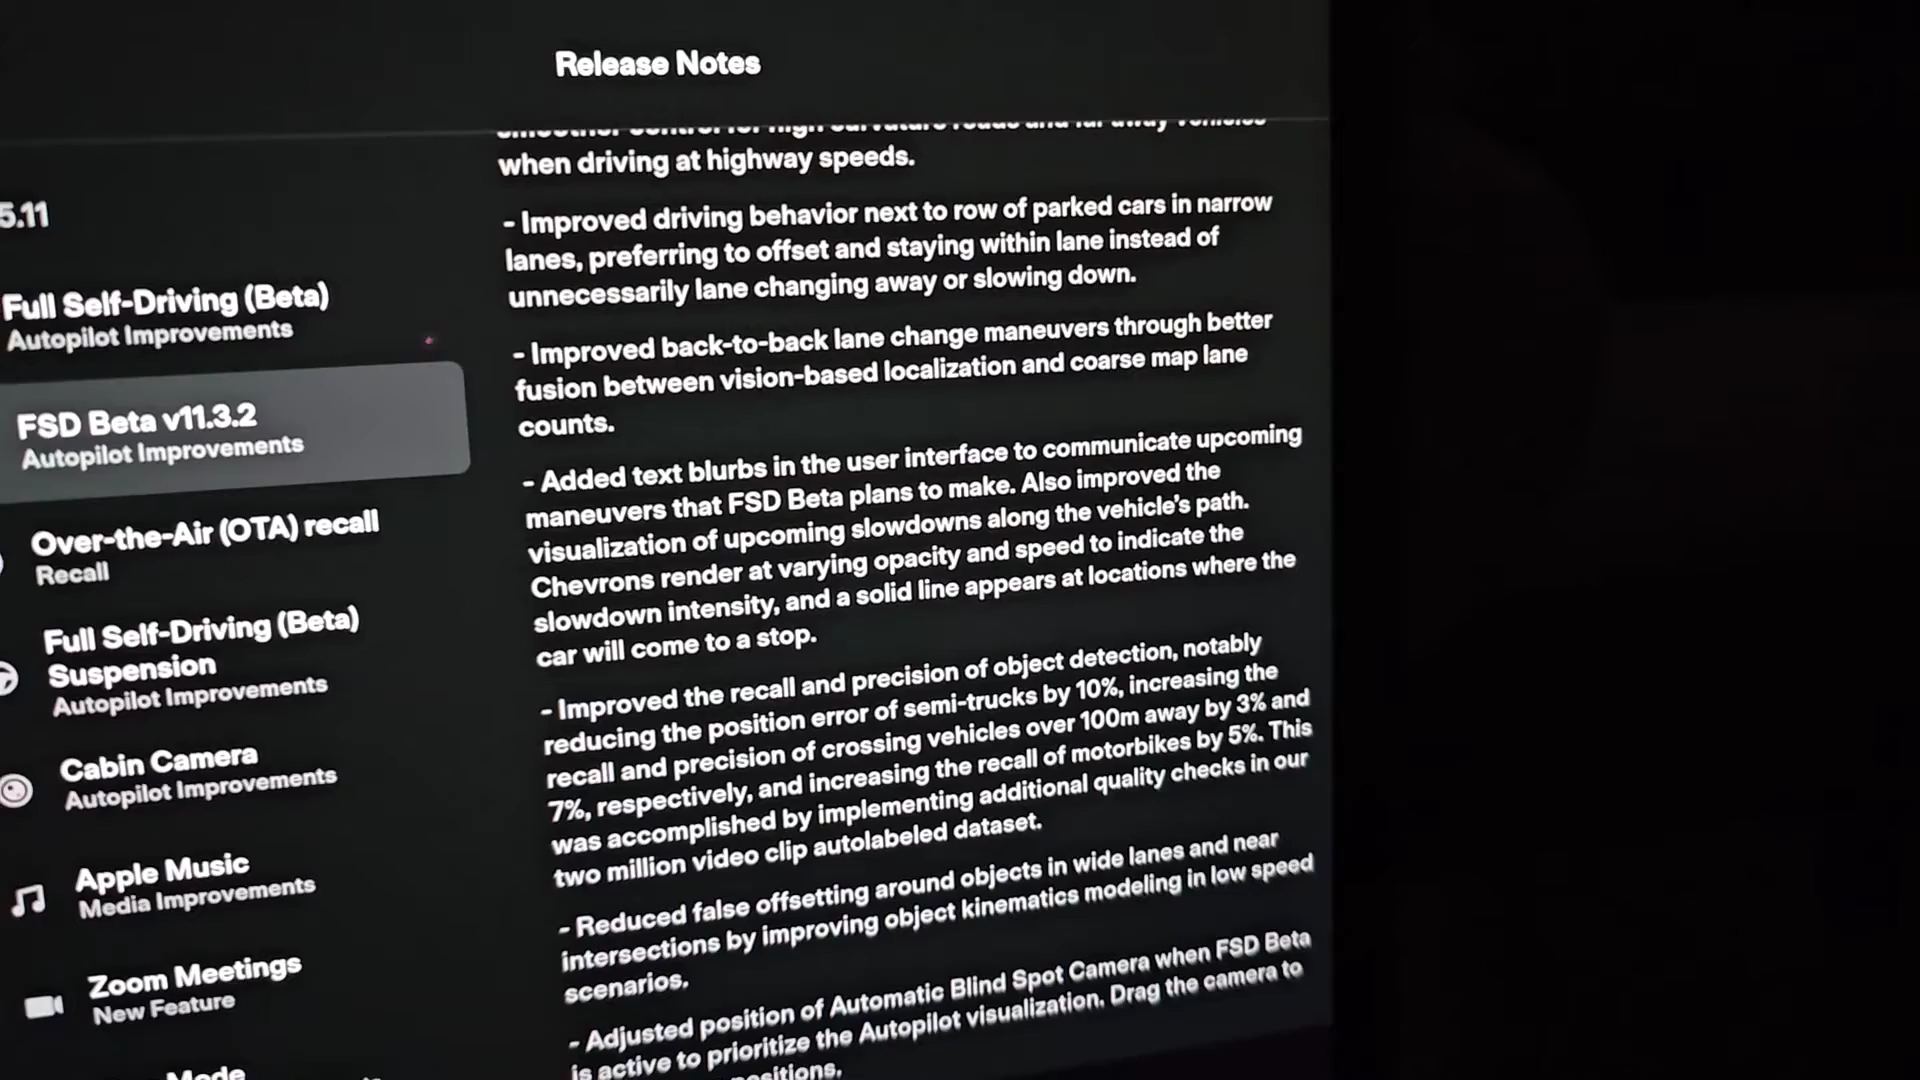 Release Notes
5.11
Full Self-Driving (Beta)
Autopilot Improvements
FSD Beta v11.3.2
Autopilot Improvements
Over-the-Air (OTA) recall
Recall
Full Self-Driving (Beta)
Suspension
Autopilot Improvements
Cabin Camera
Autopilot Improvements
Apple Music
Media Improvements
Zoom Meetings
New Feature
Mode
smoother control for high curvature roads and far away vehicles
when driving at highway speeds.
- Improved driving behavior next to row of parked cars in narrow
lanes, preferring to offset and staying within lane instead of
unnecessarily lane changing away or slowing down.
- Improved back-to-back lane change maneuvers through better
fusion between vision-based localization and coarse map lane
counts.
- Added text blurbs in the user interface to communicate upcoming
maneuvers that FSD Beta plans to make. Also improved the
visualization of upcoming slowdowns along the vehicle's path.
Chevrons render at varying opacity and speed to indicate the
slowdown intensity, and a solid line appears at locations where the
car will come to a stop.
- Improved the recall and precision of object detection, notably
reducing the position error of semi-trucks by 10%, increasing the
recall and precision of crossing vehicles over 100m away by 3% and
7%, respectively, and increasing the recall of motorbikes by 5%. This
was accomplished by implementing additional quality checks in our
two million video clip autolabeled dataset.
- Reduced false offsetting around objects in wide lanes and near
intersections by improving object kinematics modeling in low speed
scenarios.
- Adjusted position of Automatic Blind Spot Camera when FSD Beta
is active to prioritize the Autopilot visualization. Drag the camera to
positions.